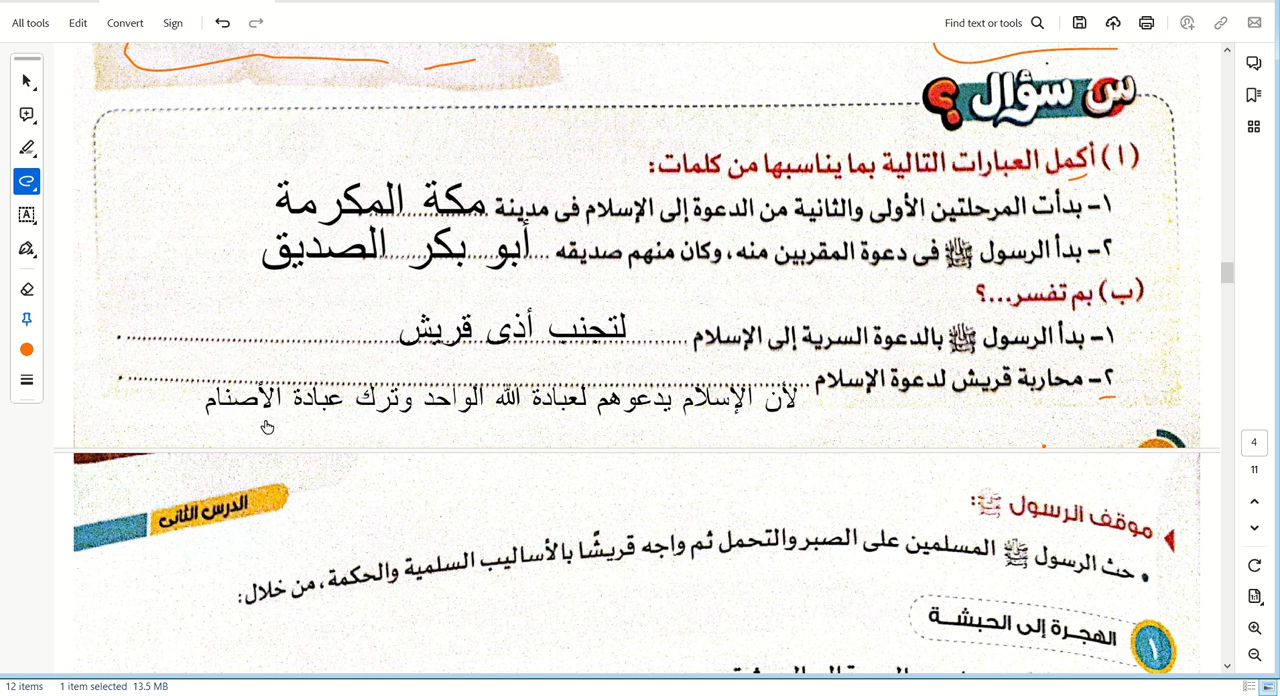 All tools Edit Convert Sign Find text or tools
س سؤال ؟
(١) أكمل العبارات التالية بما يناسبها من كلمات:
١- بدأت المرحلتين الأولى والثانية من الدعوة إلى الإسلام فى مدينة مكة المكرمة
٢- بدأ الرسول ﷺ فى دعوة المقربين منه، وكان منهم صديقه أبو بكر الصديق
(ب) بم تفسر...؟
١- بدأ الرسول ﷺ بالدعوة السرية إلى الإسلام لتجنب أذى قريش
٢- محاربة قريش لدعوة الإسلام
لأن الإسلام يدعوهم لعبادة الله الواحد وترك عبادة الأصنام
4
11
الدرس الثانى
موقف الرسول ﷺ:
• حث الرسول ﷺ المسلمين على الصبر والتحمل ثم واجه قريشًا بالأساليب السلمية والحكمة، من خلال:
١ الهجرة إلى الحبشة
12 items 1 item selected 13.5 MB